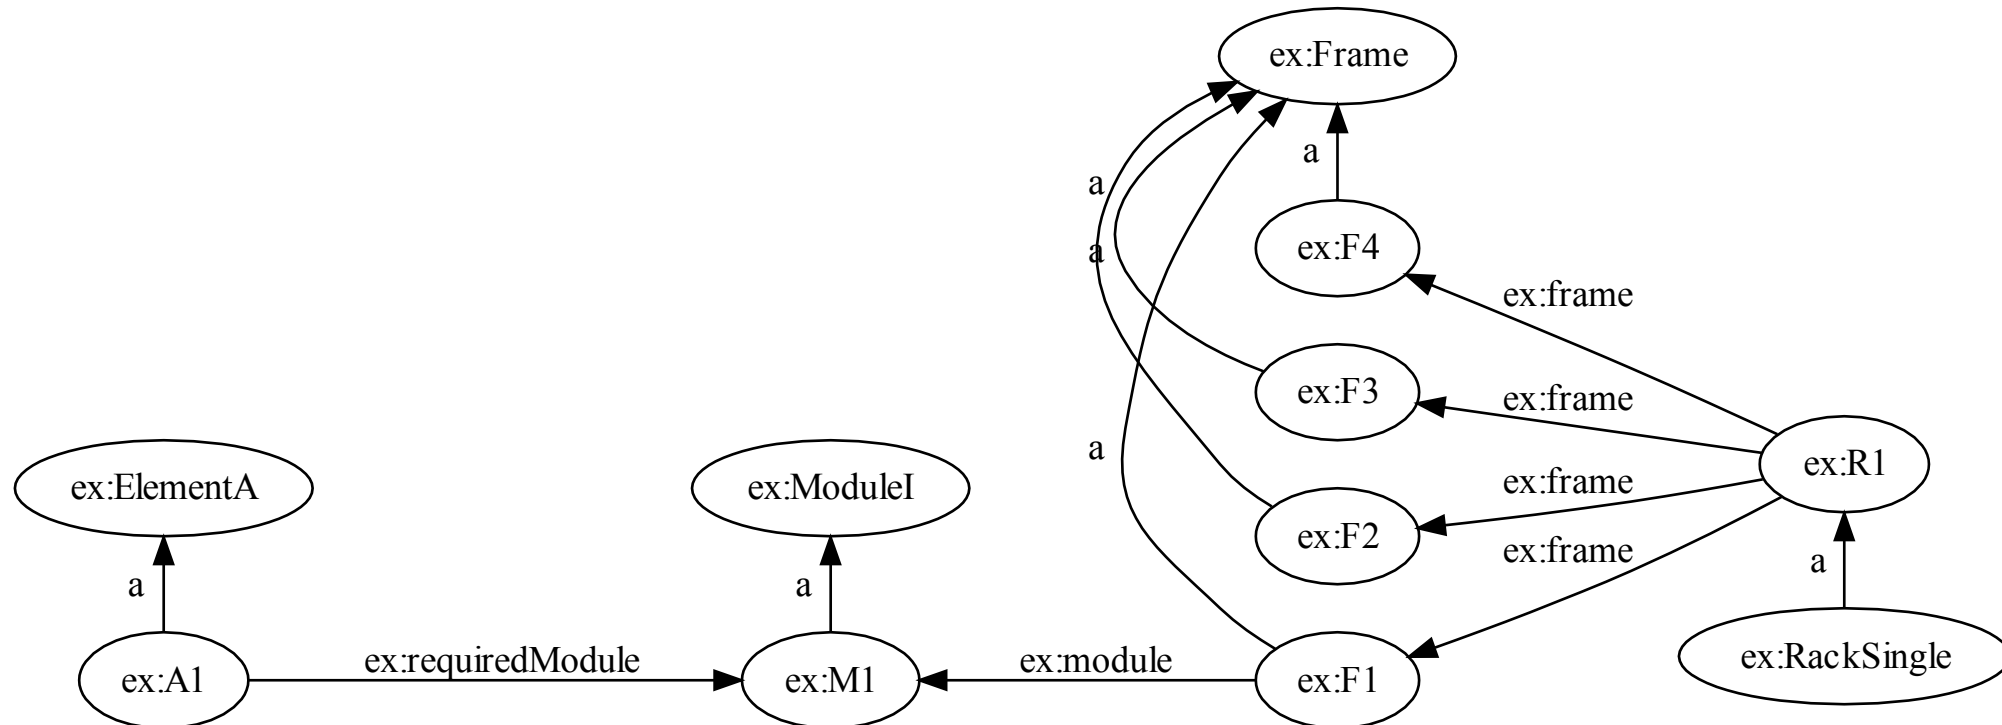 ex:Frame
a
a
ex:F4
a
ex:frame
ex:F3
ex:frame
a
ex:R1
ex:ElementA
ex:ModuleI
ex:frame
ex:F2
ex:frame
a
a
a
ex:RackSingle
ex:A1
ex:requiredModule
ex:M1
ex:module
ex:F1